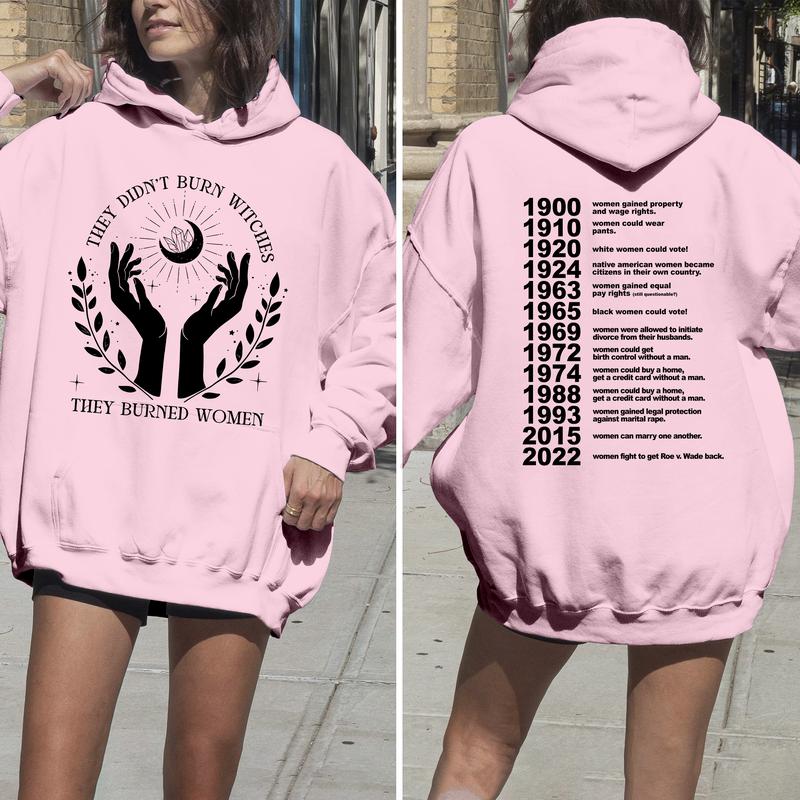 THEY DIDN'T BURN WITCHES
THEY BURNED WOMEN
1900 women gained property
and wage rights.
1910 women could wear
pants.
1920 white women could vote!
1924 native american women became
citizens in their own country.
1963 women gained equal
pay rights (still questionable?)
1965 black women could vote!
1969 women were allowed to initiate
divorce from their husbands.
1972 women could get
birth control without a man.
1974 women could buy a home,
get a credit card without a man.
1988 women could buy a home,
get a credit card without a man.
1993 women gained legal protection
against marital rape.
2015 women can marry one another.
2022 women fight to get Roe v. Wade back.